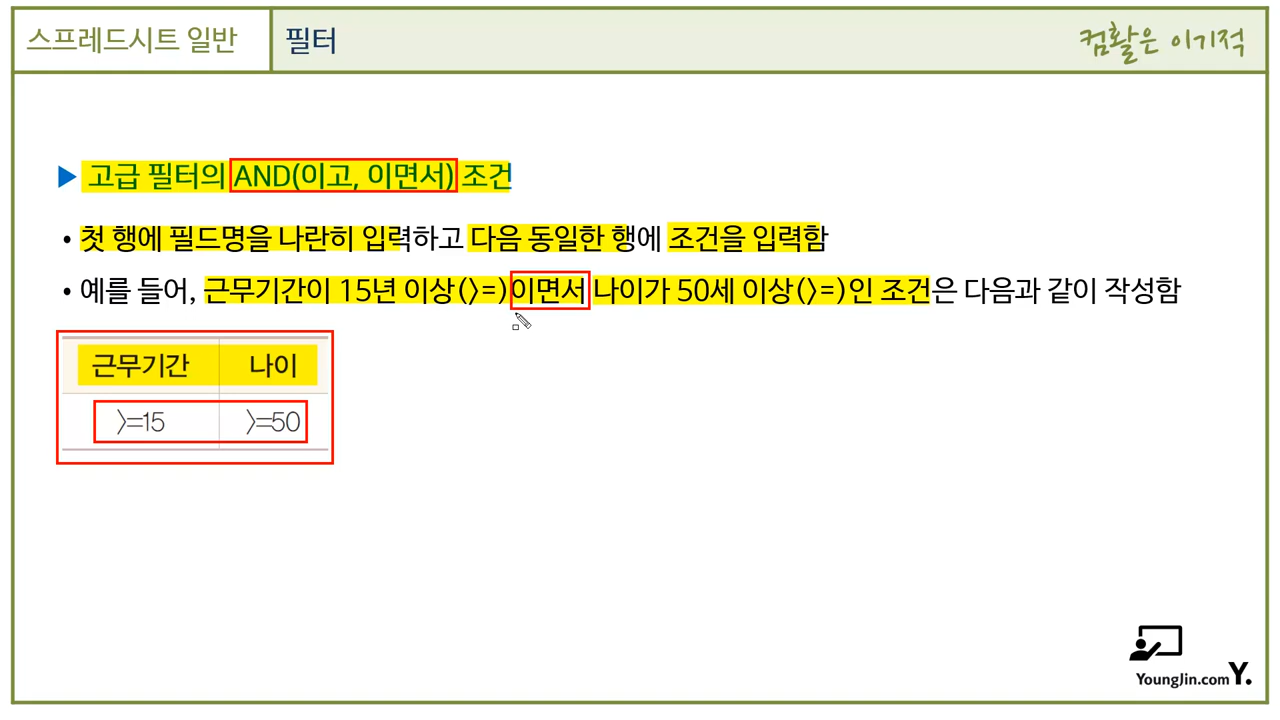 스프레드시트 일반
필터
컴활은 이기적
▶ 고급 필터의 AND(이고, 이면서) 조건
• 첫 행에 필드명을 나란히 입력하고 다음 동일한 행에 조건을 입력함
• 예를 들어, 근무기간이 15년 이상(>=)이면서 나이가 50세 이상(>=)인 조건은 다음과 같이 작성함
근무기간 나이
>=15 >=50
YoungJin.com Y.